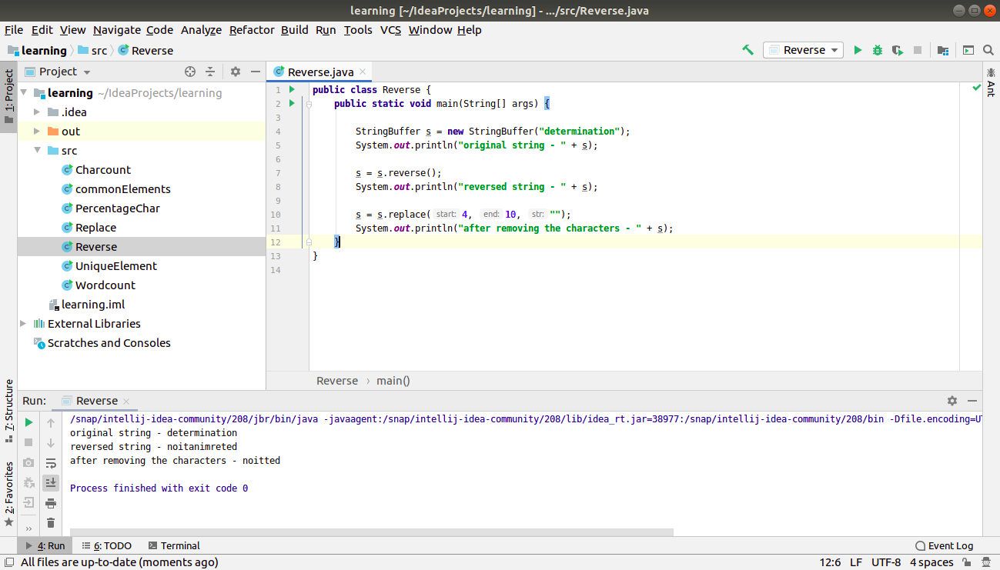 learning [~/IdeaProjects/learning] - .../src/Reverse.java
File Edit View Navigate Code Analyze Refactor Build Run Tools VCS Window Help
learning src Reverse
Reverse
1: Project
Project
Reverse.java
Ant
learning ~/IdeaProjects/learning
.idea
out
src
Charcount
commonElements
PercentageChar
Replace
Reverse
UniqueElement
Wordcount
learning.iml
External Libraries
Scratches and Consoles
1 public class Reverse {
2 public static void main(String[] args) {
3
4 StringBuffer s = new StringBuffer("determination");
5 System.out.println("original string - " + s);
6
7 s = s.reverse();
8 System.out.println("reversed string - " + s);
9
10 s = s.replace( start: 4, end: 10, str: "");
11 System.out.println("after removing the characters - " + s);
12 }
13 }
14
Reverse › main()
7: Structure
2: Favorites
Run: Reverse
/snap/intellij-idea-community/208/jbr/bin/java -javaagent:/snap/intellij-idea-community/208/lib/idea_rt.jar=38977:/snap/intellij-idea-community/208/bin -Dfile.encoding=UT
original string - determination
reversed string - noitanimreted
after removing the characters - noitted
Process finished with exit code 0
4: Run 6: TODO Terminal Event Log
All files are up-to-date (moments ago) 12:6 LF UTF-8 4 spaces